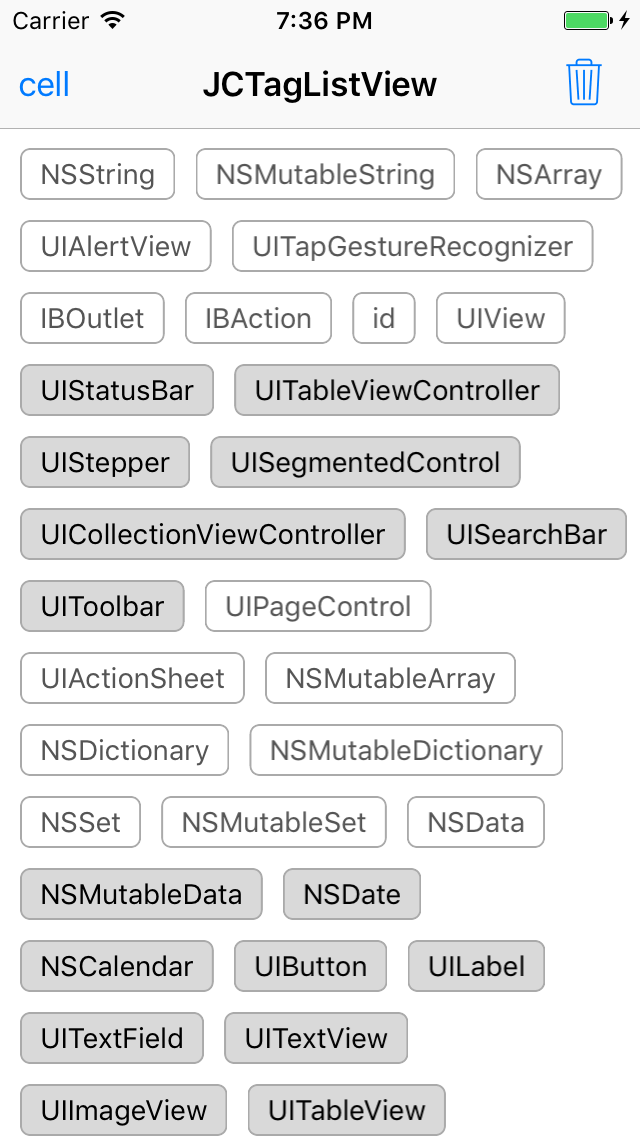 Carrier 7:36 PM
cell JCTagListView
NSString NSMutableString NSArray
UIAlertView UITapGestureRecognizer
IBOutlet IBAction id UIView
UIStatusBar UITableViewController
UIStepper UISegmentedControl
UICollectionViewController UISearchBar
UIToolbar UIPageControl
UIActionSheet NSMutableArray
NSDictionary NSMutableDictionary
NSSet NSMutableSet NSData
NSMutableData NSDate
NSCalendar UIButton UILabel
UITextField UITextView
UIImageView UITableView